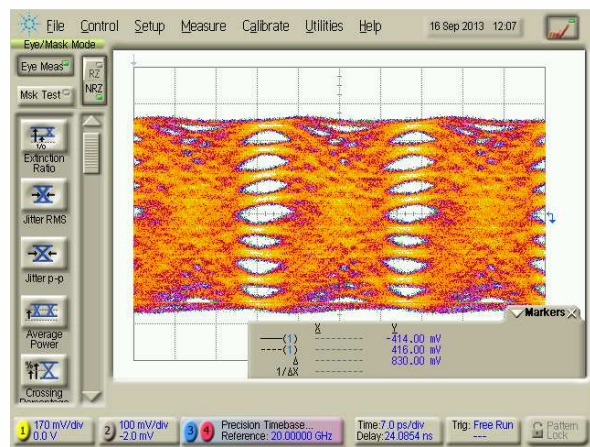 File Control Setup Measure Calibrate Utilities Help 16 Sep 2013 12:07
Eye/Mask Mode
Eye Meas
RZ
NRZ
Msk Test
Extinction
Ratio
Jitter RMS
Jitter p-p
Average
Power
Crossing
Markers
X Y
(1) -414.00 mV
(1) 416.00 mV
Δ 830.00 mV
1/ΔX
1 170 mV/div
0.0 V
2 100 mV/div
-2.0 mV
3 4 Precision Timebase...
Reference: 20.00000 GHz
Time:7.0 ps/div
Delay:24.0854 ns
Trig: Free Run
---
Pattern
Lock